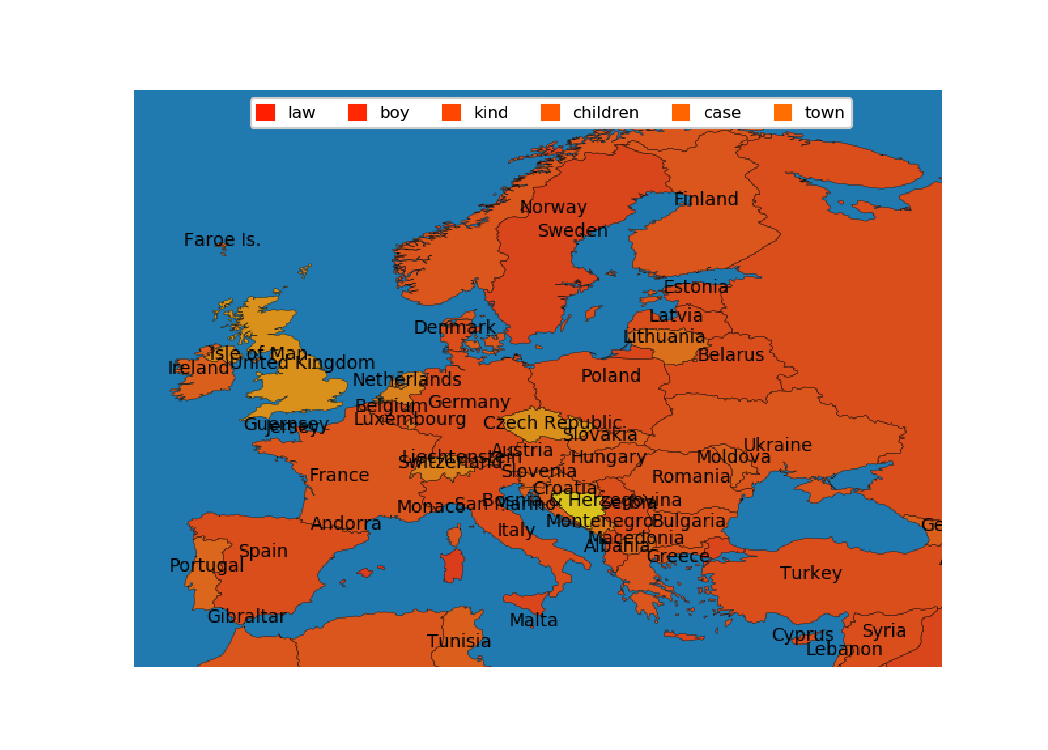 law boy kind children case town
Norway
Finland
Sweden
Faroe Is.
Estonia
Latvia
Denmark
Lithuania
Isle of Man
Belarus
United Kingdom
Ireland
Poland
Netherlands
Germany
Belgium
Luxembourg
Czech Republic
Guernsey
Jersey
Slovakia
Ukraine
Austria
Liechtenstein
Hungary
Moldova
Switzerland
Slovenia
France
Romania
Croatia
Bosnia & Herzegovina
Serbia
San Marino
Monaco
Montenegro
Bulgaria
Andorra
Ge
Italy
Macedonia
Albania
Spain
Greece
Portugal
Turkey
Gibraltar
Malta
Syria
Cyprus
Tunisia
Lebanon